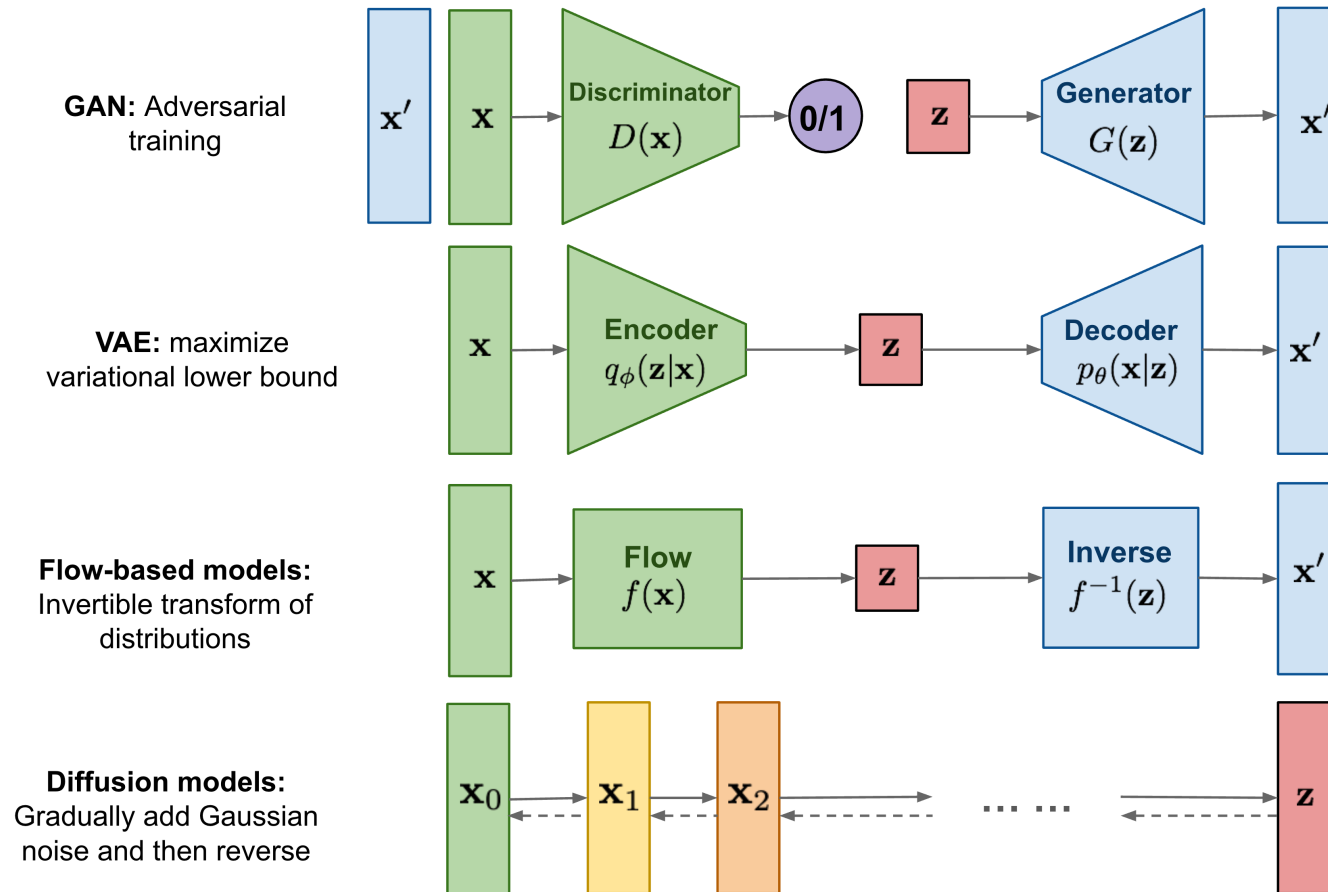 GAN: Adversarial
training
x′
x
Discriminator
D(x)
0/1
z
Generator
G(z)
x′
VAE: maximize
variational lower bound
x
Encoder
qϕ(z|x)
z
Decoder
pθ(x|z)
x′
Flow-based models:
Invertible transform of
distributions
x
Flow
f(x)
z
Inverse
f⁻¹(z)
x′
Diffusion models:
Gradually add Gaussian
noise and then reverse
x₀
x₁
x₂
... ...
z